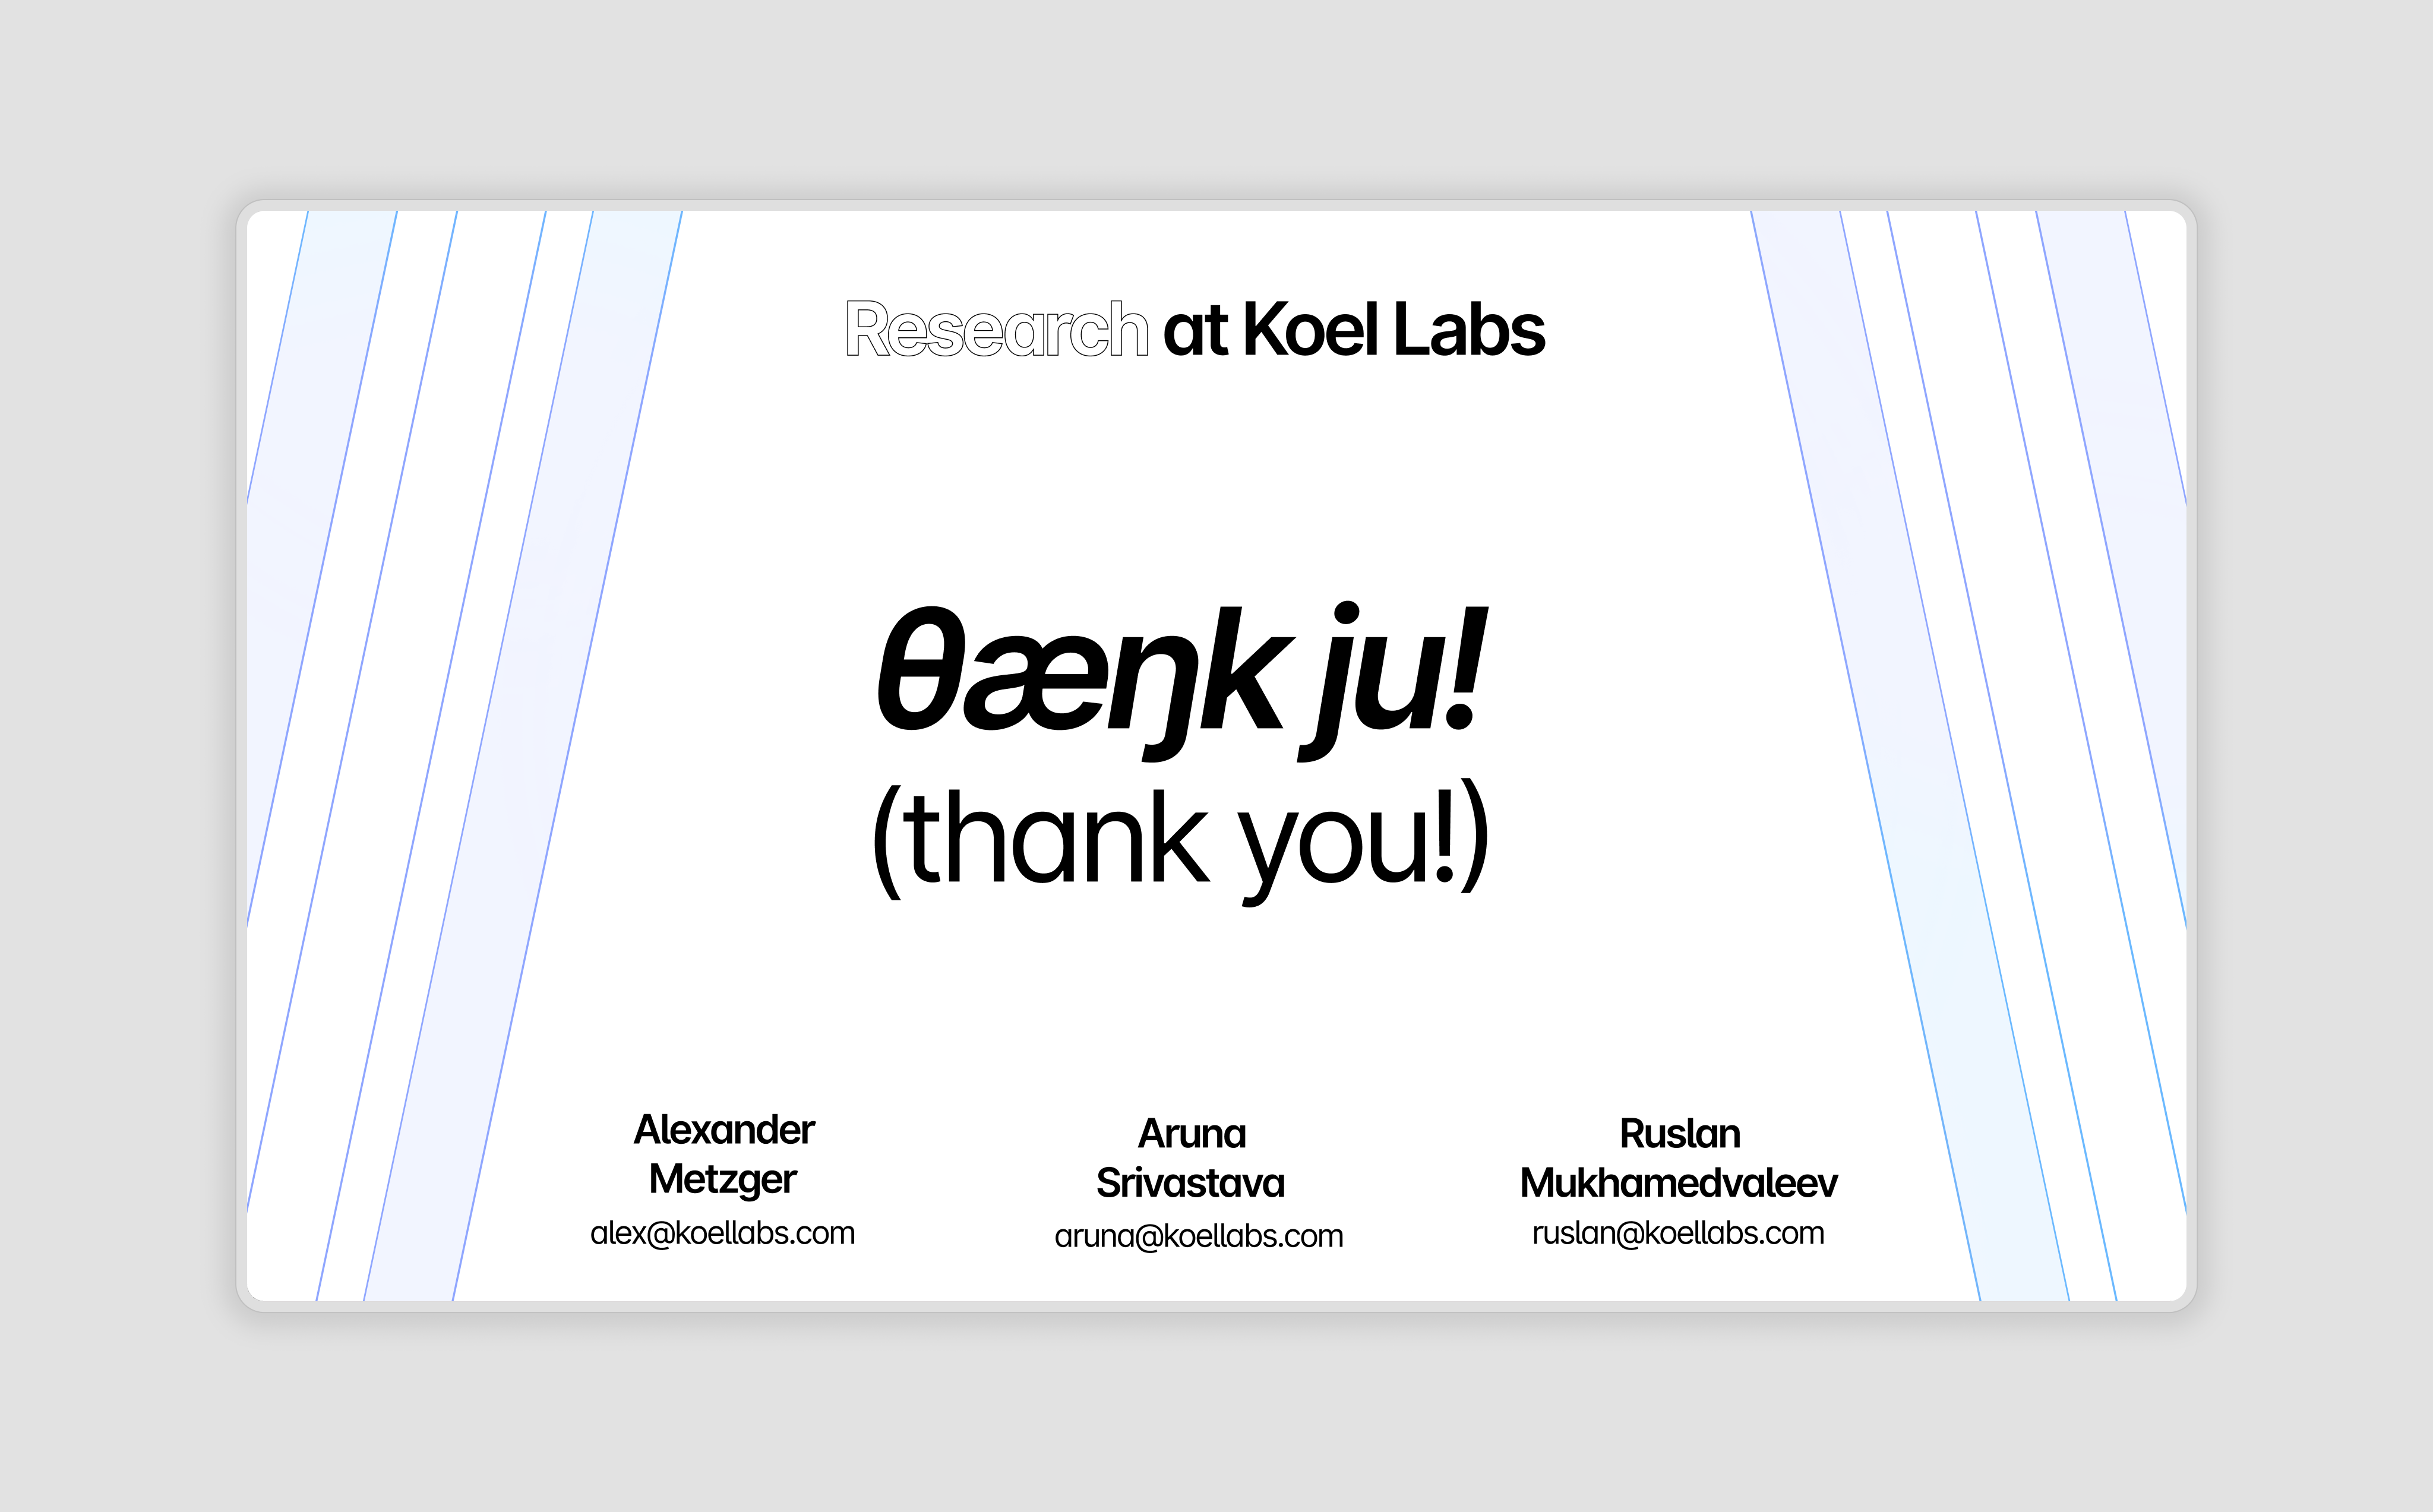 Research at Koel Labs
θæŋk ju!
(thank you!)
Alexander
Metzger
alex@koellabs.com
Aruna
Srivastava
aruna@koellabs.com
Ruslan
Mukhamedvaleev
ruslan@koellabs.com